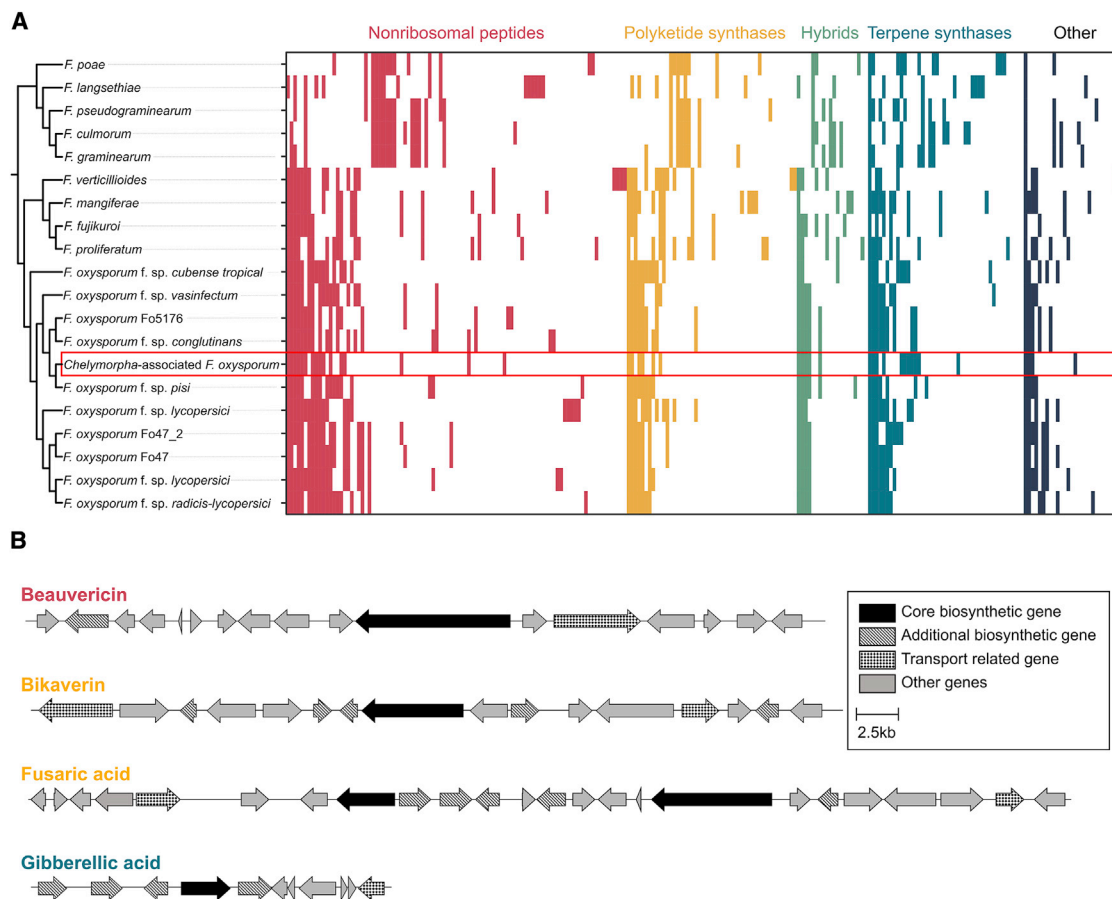 A
Nonribosomal peptides
Polyketide synthases
Hybrids
Terpene synthases
Other
F. poae
F. langsethiae
F. pseudograminearum
F. culmorum
F. graminearum
F. verticillioides
F. mangiferae
F. fujikuroi
F. proliferatum
F. oxysporum f. sp. cubense tropical
F. oxysporum f. sp. vasinfectum
F. oxysporum Fo5176
F. oxysporum f. sp. conglutinans
Chelymorpha-associated F. oxysporum
F. oxysporum f. sp. pisi
F. oxysporum f. sp. lycopersici
F. oxysporum Fo47_2
F. oxysporum Fo47
F. oxysporum f. sp. lycopersici
F. oxysporum f. sp. radicis-lycopersici
B
Beauvericin
Bikaverin
Fusaric acid
Gibberellic acid
Core biosynthetic gene
Additional biosynthetic gene
Transport related gene
Other genes
2.5kb